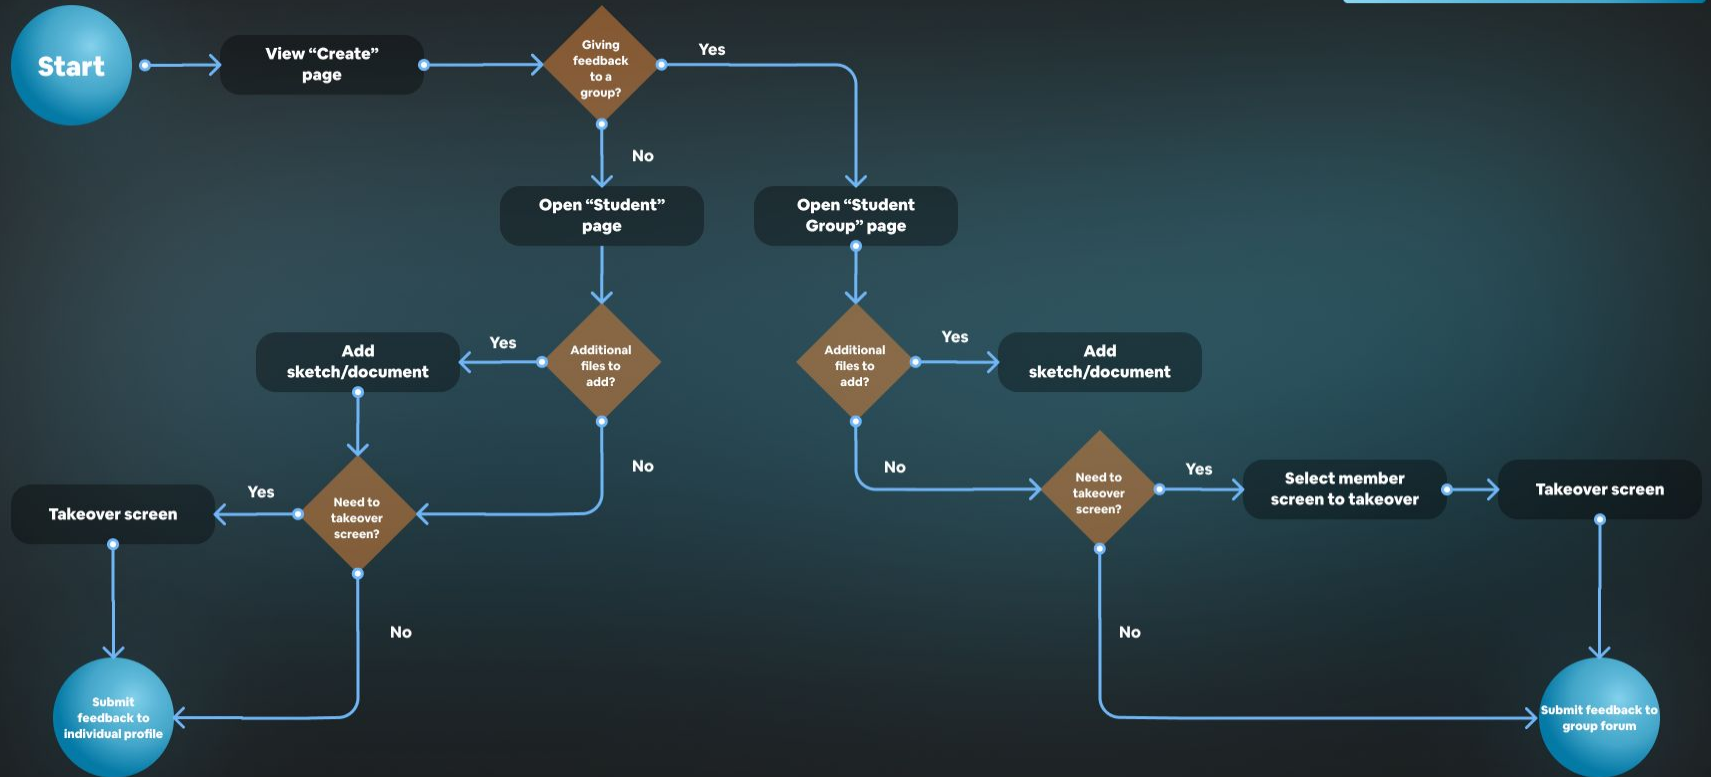 Start
View “Create”
page
Giving
feedback
to a
group?
Yes
No
Open “Student”
page
Open “Student
Group” page
Add
sketch/document
Yes
Additional
files to
add?
Additional
files to
add?
Yes
Add
sketch/document
No
No
Takeover screen
Yes
Need to
takeover
screen?
Need to
takeover
screen?
Yes
Select member
screen to takeover
Takeover screen
No
No
Submit
feedback to
individual profile
Submit feedback to
group forum